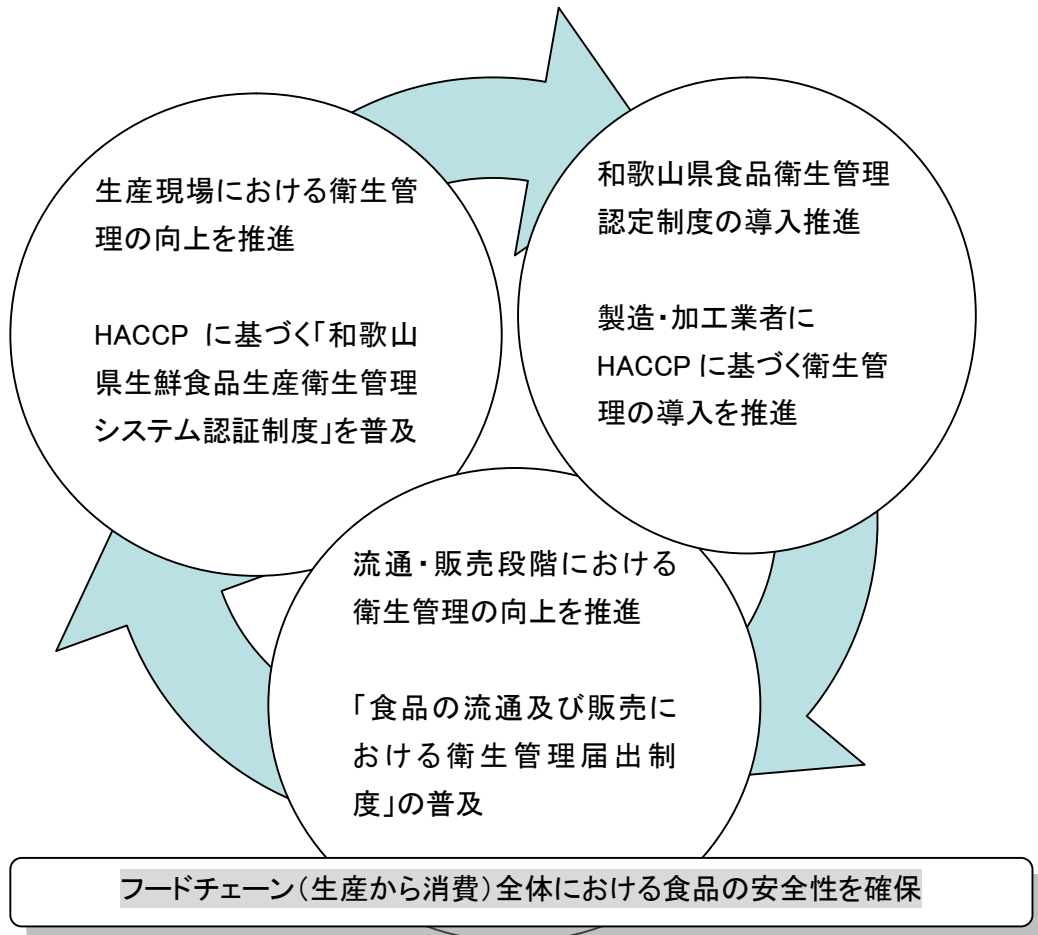 生産現場における衛生管
理の向上を推進
HACCP に基づく「和歌山
県生鮮食品生産衛生管理
システム認証制度」を普及
和歌山県食品衛生管理
認定制度の導入推進
製造・加工業者に
HACCP に基づく衛生管
理の導入を推進
流通・販売段階における
衛生管理の向上を推進
「食品の流通及び販売に
おける衛生管理届出制
度」の普及
フードチェーン（生産から消費）全体における食品の安全性を確保